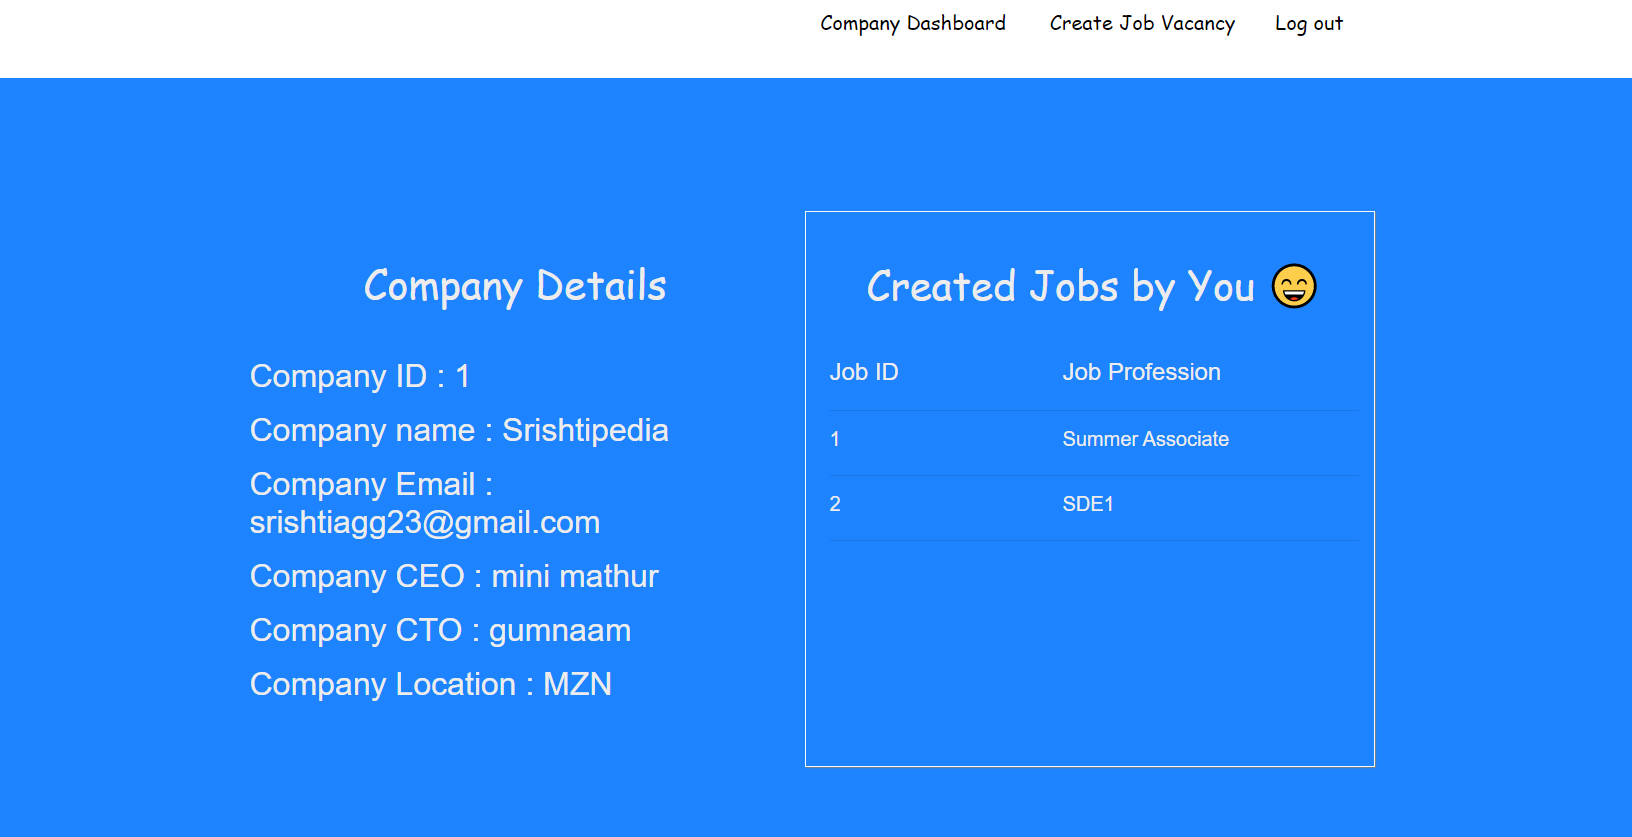 Company Dashboard Create Job Vacancy Log out
Company Details
Company ID : 1
Company name : Srishtipedia
Company Email :
srishtiagg23@gmail.com
Company CEO : mini mathur
Company CTO : gumnaam
Company Location : MZN
Created Jobs by You 😄
Job ID Job Profession
1 Summer Associate
2 SDE1